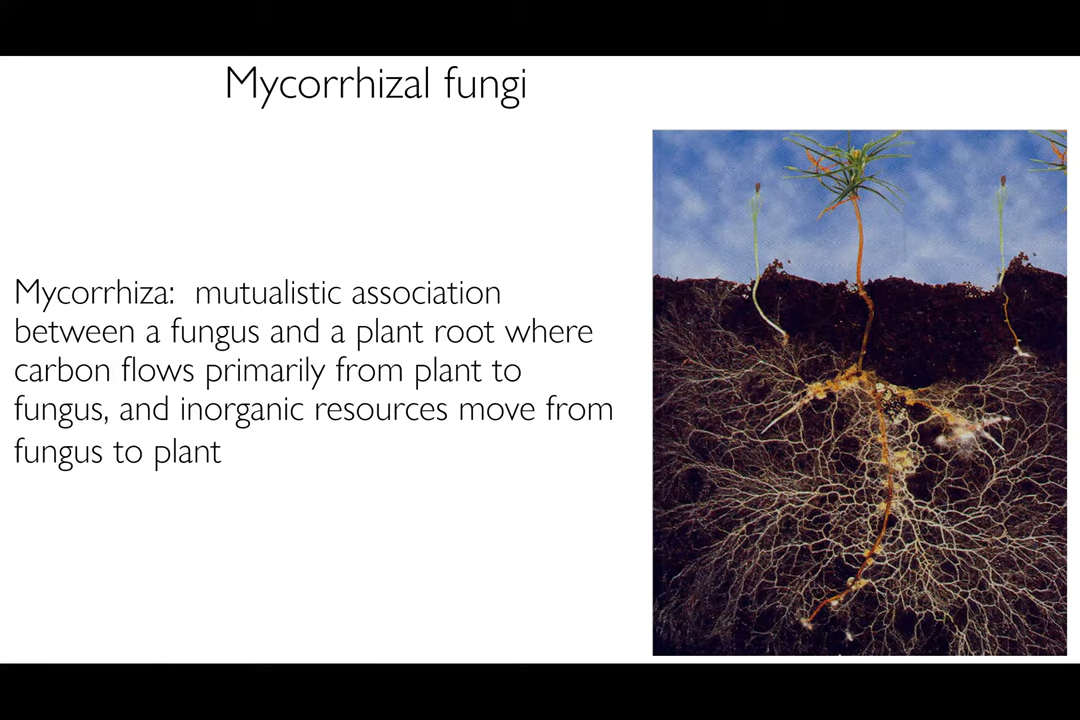 Mycorrhizal fungi
Mycorrhiza:  mutualistic association
between a fungus and a plant root where
carbon flows primarily from plant to
fungus, and inorganic resources move from
fungus to plant